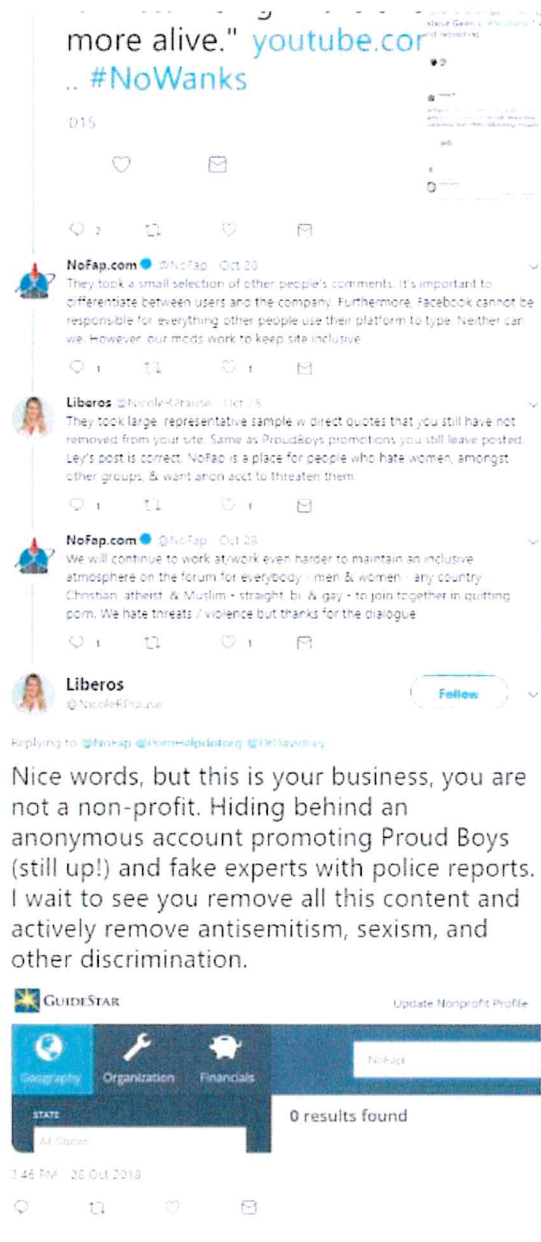 more alive." youtube.cor
.. #NoWanks
2
NoFap.com @NoFap · Oct 28
They took a small selection of other people's comments. It's important to
differentiate between users and the company. Furthermore, Facebook cannot be
responsible for everything other people use their platform to type. Neither can
we. However, our mods work to keep site inclusive.
1 1
Liberos @NicoleRPrause · Oct 28
They took large, representative sample w direct quotes that you still have not
removed from your site. Same as ProudBoys promotions you still leave posted.
Ley's post is correct. NoFap is a place for people who hate women, amongst
other groups, & want anon acct to threaten them.
1 1
NoFap.com @NoFap · Oct 28
We will continue to work at/work even harder to maintain an inclusive
atmosphere on the forum for everybody - men & women - any country
Christian, atheist, & Muslim - straight, bi, & gay - to join together in quitting
porn. We hate threats / violence but thanks for the dialogue
1 1
Liberos
@NicoleRPrause
Follow
Replying to @NoFap @PornHelpdotorg @DrDavidLey
Nice words, but this is your business, you are
not a non-profit. Hiding behind an
anonymous account promoting Proud Boys
(still up!) and fake experts with police reports.
I wait to see you remove all this content and
actively remove antisemitism, sexism, and
other discrimination.
GUIDESTAR
Update Nonprofit Profile
Geography Organization Financials
NoFap
STATE
All States
0 results found
3:46 PM - 28 Oct 2018